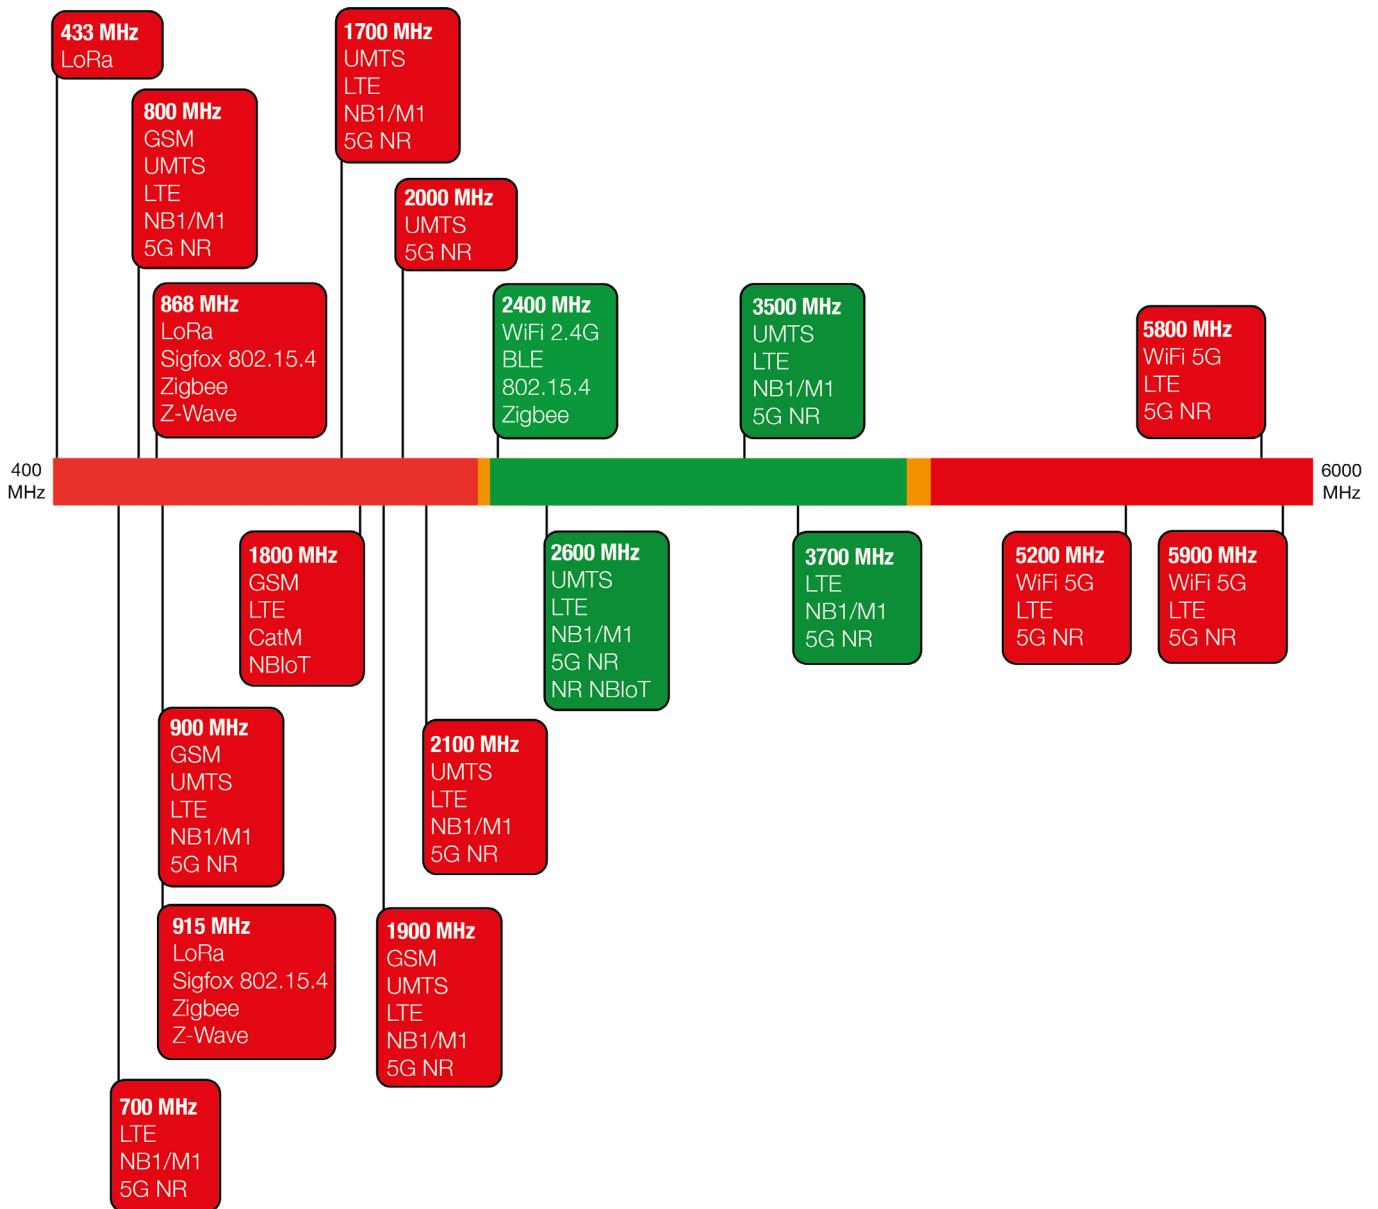 433 MHz
LoRa
800 MHz
GSM
UMTS
LTE
NB1/M1
5G NR
868 MHz
LoRa
Sigfox 802.15.4
Zigbee
Z-Wave
1700 MHz
UMTS
LTE
NB1/M1
5G NR
2000 MHz
UMTS
5G NR
2400 MHz
WiFi 2.4G
BLE
802.15.4
Zigbee
3500 MHz
UMTS
LTE
NB1/M1
5G NR
5800 MHz
WiFi 5G
LTE
5G NR
400
MHz
6000
MHz
1800 MHz
GSM
LTE
CatM
NBIoT
2600 MHz
UMTS
LTE
NB1/M1
5G NR
NR NBIoT
3700 MHz
LTE
NB1/M1
5G NR
5200 MHz
WiFi 5G
LTE
5G NR
5900 MHz
WiFi 5G
LTE
5G NR
900 MHz
GSM
UMTS
LTE
NB1/M1
5G NR
2100 MHz
UMTS
LTE
NB1/M1
5G NR
915 MHz
LoRa
Sigfox 802.15.4
Zigbee
Z-Wave
1900 MHz
GSM
UMTS
LTE
NB1/M1
5G NR
700 MHz
LTE
NB1/M1
5G NR